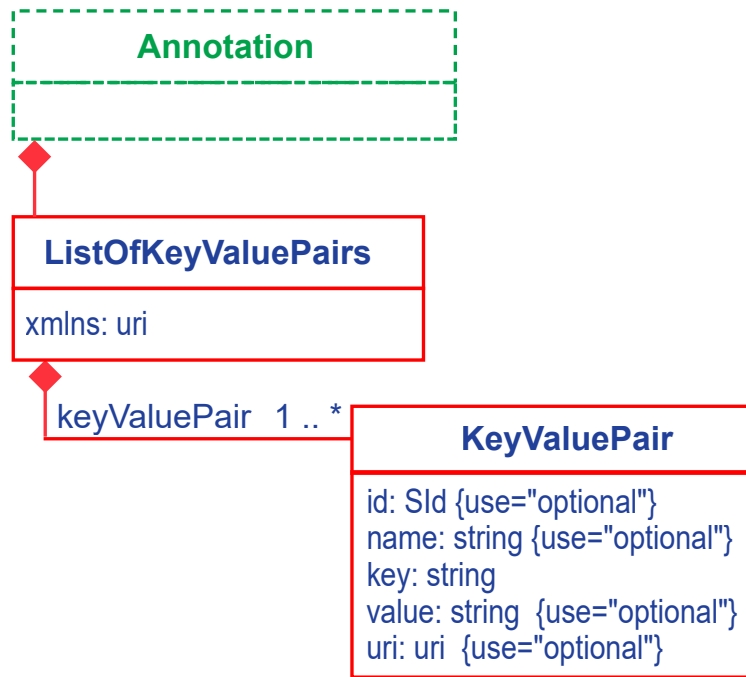 Annotation
ListOfKeyValuePairs
xmlns: uri
keyValuePair 1 .. *
KeyValuePair
id: SId {use="optional"}
name: string {use="optional"}
key: string
value: string {use="optional"}
uri: uri {use="optional"}